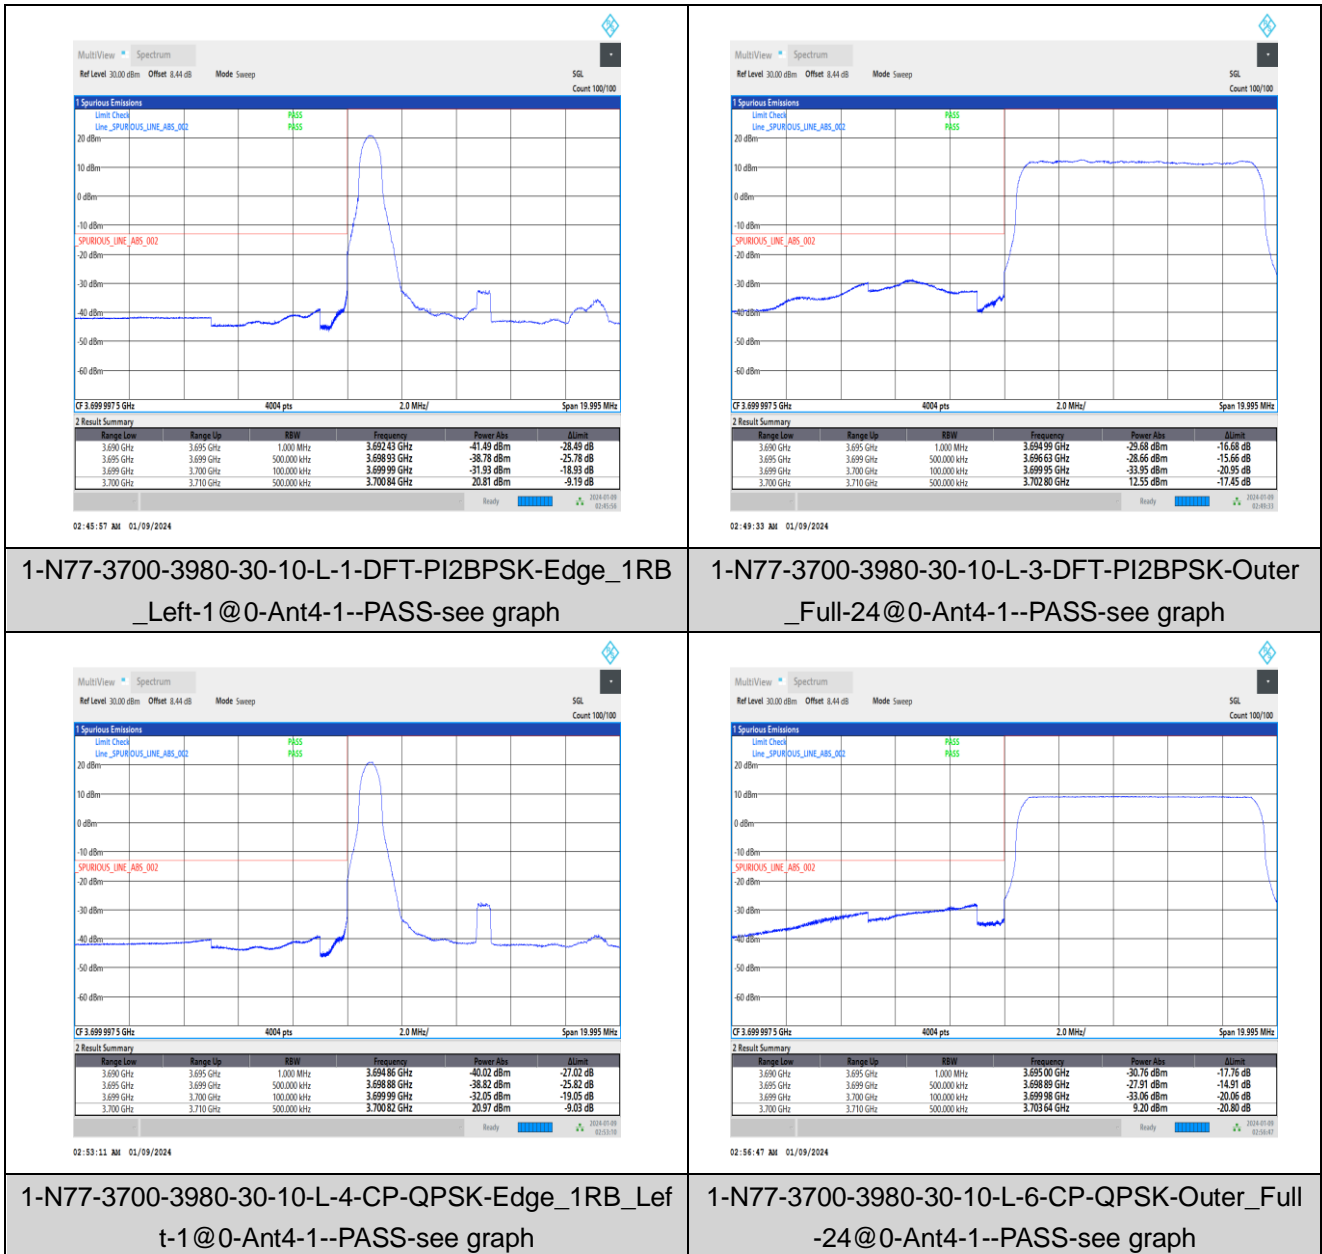 MultiView Spectrum
Ref Level 30.00 dBm Offset 8.44 dB Mode Sweep SGL
Count 100/100
1 Spurious Emissions
Limit Check PASS
Line _SPURIOUS_LINE_ABS_002 PASS
20 dBm
10 dBm
0 dBm
-10 dBm
_SPURIOUS_LINE_ABS_002
-20 dBm
-30 dBm
-40 dBm
-50 dBm
-60 dBm
CF 3.699 997 5 GHz 4004 pts 2.0 MHz/ Span 19.995 MHz
2 Result Summary
Range Low Range Up RBW Frequency Power Abs ΔLimit
3.690 GHz 3.695 GHz 1.000 MHz 3.692 43 GHz -41.49 dBm -28.49 dB
3.695 GHz 3.699 GHz 500.000 kHz 3.698 93 GHz -38.78 dBm -25.78 dB
3.699 GHz 3.700 GHz 100.000 kHz 3.699 99 GHz -31.93 dBm -18.93 dB
3.700 GHz 3.710 GHz 500.000 kHz 3.700 84 GHz 20.81 dBm -9.19 dB
Ready 2024-01-09
02:45:58
02:45:57 AM 01/09/2024
MultiView Spectrum
Ref Level 30.00 dBm Offset 8.44 dB Mode Sweep SGL
Count 100/100
1 Spurious Emissions
Limit Check PASS
Line _SPURIOUS_LINE_ABS_002 PASS
20 dBm
10 dBm
0 dBm
-10 dBm
_SPURIOUS_LINE_ABS_002
-20 dBm
-30 dBm
-40 dBm
-50 dBm
-60 dBm
CF 3.699 997 5 GHz 4004 pts 2.0 MHz/ Span 19.995 MHz
2 Result Summary
Range Low Range Up RBW Frequency Power Abs ΔLimit
3.690 GHz 3.695 GHz 1.000 MHz 3.694 99 GHz -29.68 dBm -16.68 dB
3.695 GHz 3.699 GHz 500.000 kHz 3.696 63 GHz -28.66 dBm -15.66 dB
3.699 GHz 3.700 GHz 100.000 kHz 3.699 95 GHz -33.95 dBm -20.95 dB
3.700 GHz 3.710 GHz 500.000 kHz 3.702 80 GHz 12.55 dBm -17.45 dB
Ready 2024-01-09
02:49:33
02:49:33 AM 01/09/2024
1-N77-3700-3980-30-10-L-1-DFT-PI2BPSK-Edge_1RB
_Left-1@0-Ant4-1--PASS-see graph
1-N77-3700-3980-30-10-L-3-DFT-PI2BPSK-Outer
_Full-24@0-Ant4-1--PASS-see graph
MultiView Spectrum
Ref Level 30.00 dBm Offset 8.44 dB Mode Sweep SGL
Count 100/100
1 Spurious Emissions
Limit Check PASS
Line _SPURIOUS_LINE_ABS_002 PASS
20 dBm
10 dBm
0 dBm
-10 dBm
_SPURIOUS_LINE_ABS_002
-20 dBm
-30 dBm
-40 dBm
-50 dBm
-60 dBm
CF 3.699 997 5 GHz 4004 pts 2.0 MHz/ Span 19.995 MHz
2 Result Summary
Range Low Range Up RBW Frequency Power Abs ΔLimit
3.690 GHz 3.695 GHz 1.000 MHz 3.694 86 GHz -40.02 dBm -27.02 dB
3.695 GHz 3.699 GHz 500.000 kHz 3.698 88 GHz -38.82 dBm -25.82 dB
3.699 GHz 3.700 GHz 100.000 kHz 3.699 99 GHz -32.05 dBm -19.05 dB
3.700 GHz 3.710 GHz 500.000 kHz 3.700 82 GHz 20.97 dBm -9.03 dB
Ready 2024-01-09
02:53:10
02:53:11 AM 01/09/2024
MultiView Spectrum
Ref Level 30.00 dBm Offset 8.44 dB Mode Sweep SGL
Count 100/100
1 Spurious Emissions
Limit Check PASS
Line _SPURIOUS_LINE_ABS_002 PASS
20 dBm
10 dBm
0 dBm
-10 dBm
_SPURIOUS_LINE_ABS_002
-20 dBm
-30 dBm
-40 dBm
-50 dBm
-60 dBm
CF 3.699 997 5 GHz 4004 pts 2.0 MHz/ Span 19.995 MHz
2 Result Summary
Range Low Range Up RBW Frequency Power Abs ΔLimit
3.690 GHz 3.695 GHz 1.000 MHz 3.695 00 GHz -30.76 dBm -17.76 dB
3.695 GHz 3.699 GHz 500.000 kHz 3.698 89 GHz -27.91 dBm -14.91 dB
3.699 GHz 3.700 GHz 100.000 kHz 3.699 98 GHz -33.06 dBm -20.06 dB
3.700 GHz 3.710 GHz 500.000 kHz 3.703 64 GHz 9.20 dBm -20.80 dB
Ready 2024-01-09
02:56:47
02:56:47 AM 01/09/2024
1-N77-3700-3980-30-10-L-4-CP-QPSK-Edge_1RB_Lef
t-1@0-Ant4-1--PASS-see graph
1-N77-3700-3980-30-10-L-6-CP-QPSK-Outer_Full
-24@0-Ant4-1--PASS-see graph